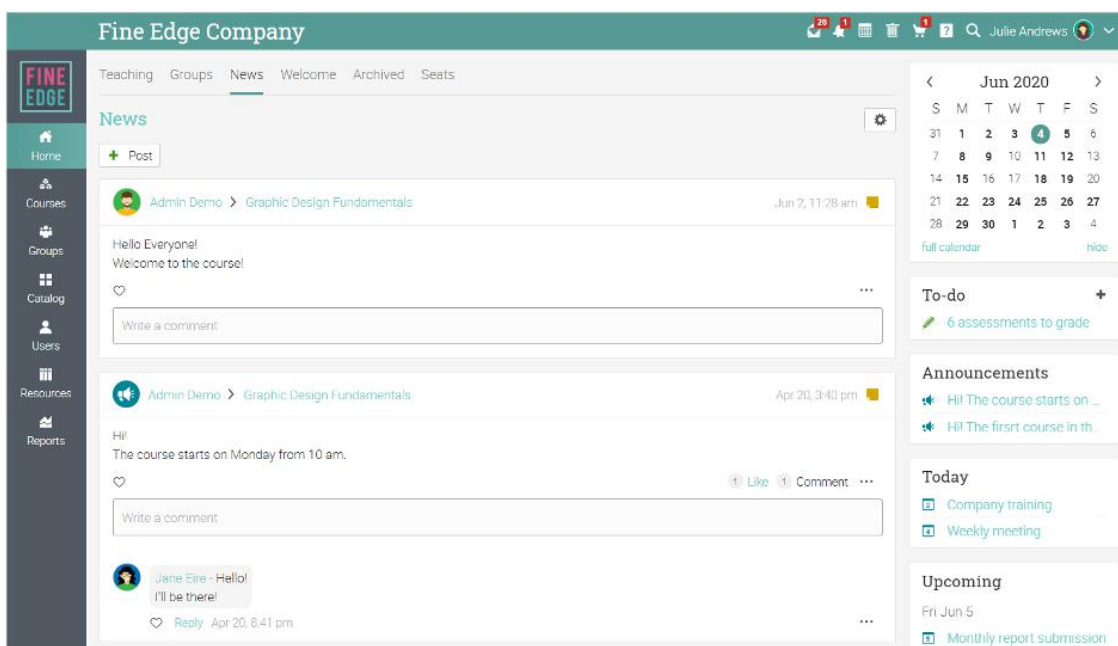 Fine Edge Company
28
1
1
?
Julie Andrews
FINE
EDGE
Home
Courses
Groups
Catalog
Users
Resources
Reports
Teaching Groups News Welcome Archived Seats
News
+ Post
Admin Demo > Graphic Design Fundamentals
Jun 2, 11:28 am
Hello Everyone!
Welcome to the course!
...
Write a comment
Admin Demo > Graphic Design Fundamentals
Apr 20, 3:40 pm
Hi!
The course starts on Monday from 10 am.
1 Like 1 Comment ...
Write a comment
Jane Eire - Hello!
I'll be there!
Reply Apr 20, 8:41 pm
...
< Jun 2020 >
S M T W T F S
31 1 2 3 4 5 6
7 8 9 10 11 12 13
14 15 16 17 18 19 20
21 22 23 24 25 26 27
28 29 30 1 2 3 4
full calendar hide
To-do +
6 assessments to grade
Announcements
Hi! The course starts on ...
Hi! The firsrt course in th...
Today
Company training
4 Weekly meeting
Upcoming
Fri Jun 5
5 Monthly report submission